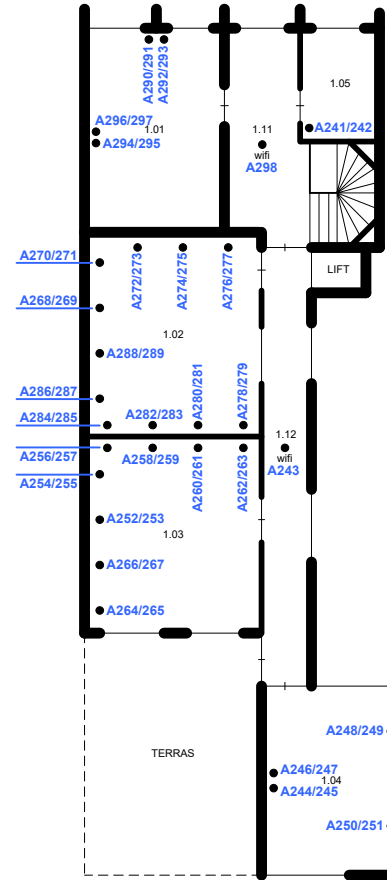 A290/291
A292/293
1.05
A296/297
1.01
A294/295
1.11
wifi
A298
A241/242
A270/271
A272/273
A274/275
A276/277
LIFT
A268/269
1.02
A288/289
A286/287
A284/285
A282/283
A280/281
A278/279
A256/257
A258/259
A260/261
A262/263
1.12
wifi
A243
A254/255
A252/253
1.03
A266/267
A264/265
TERRAS
A248/249
A246/247
1.04
A244/245
A250/251